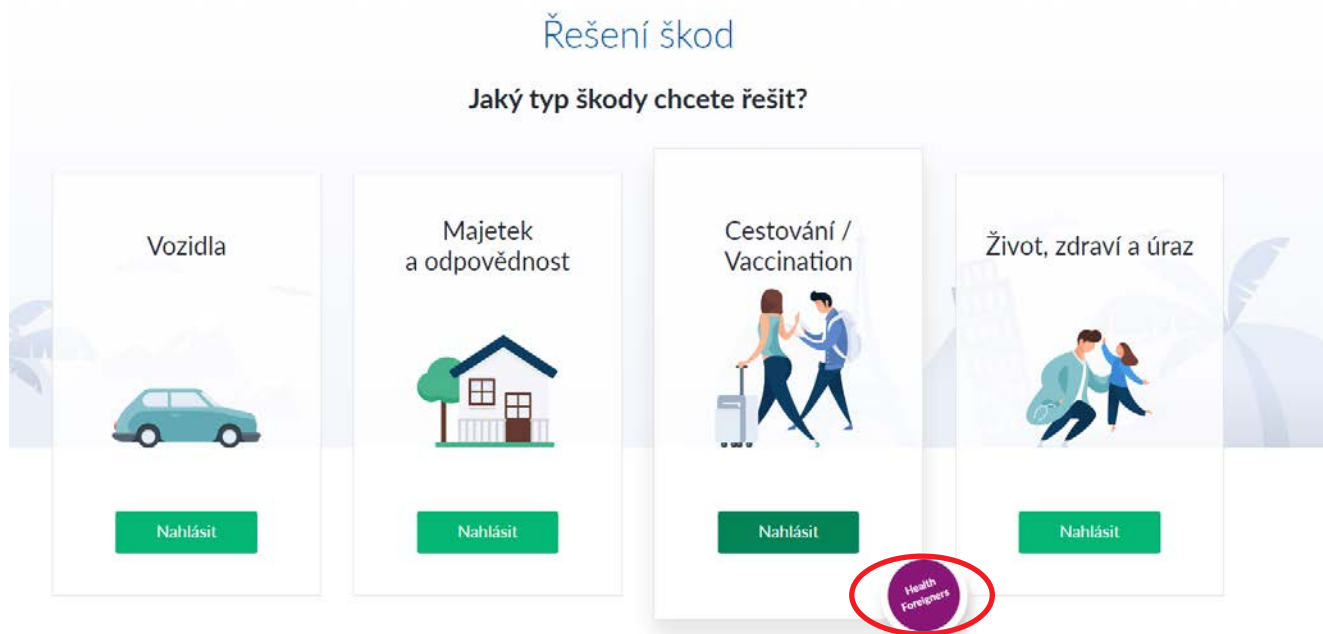 Řešení škod
Jaký typ škody chcete řešit?
Vozidla
Nahlásit
Majetek
a odpovědnost
Nahlásit
Cestování /
Vaccination
Nahlásit
Health
Foreigners
Život, zdraví a úraz
Nahlásit